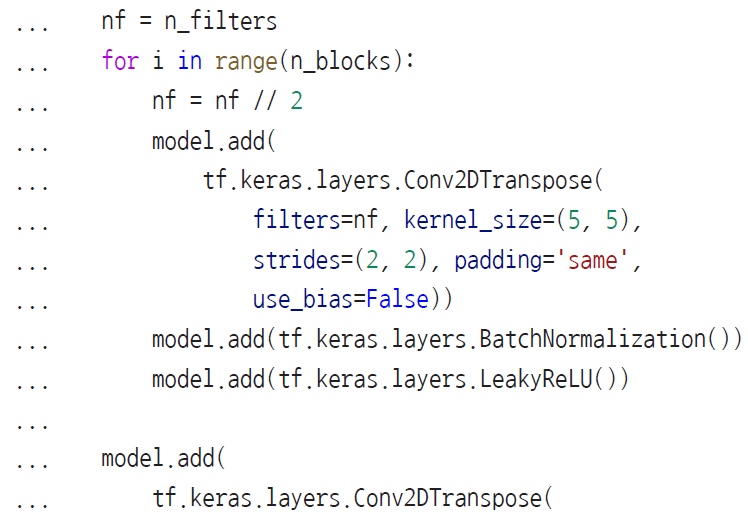 ...     nf = n_filters
...     for i in range(n_blocks):
...         nf = nf // 2
...         model.add(
...             tf.keras.layers.Conv2DTranspose(
...                 filters=nf, kernel_size=(5, 5),
...                 strides=(2, 2), padding='same',
...                 use_bias=False))
...         model.add(tf.keras.layers.BatchNormalization())
...         model.add(tf.keras.layers.LeakyReLU())
...
...     model.add(
...         tf.keras.layers.Conv2DTranspose(